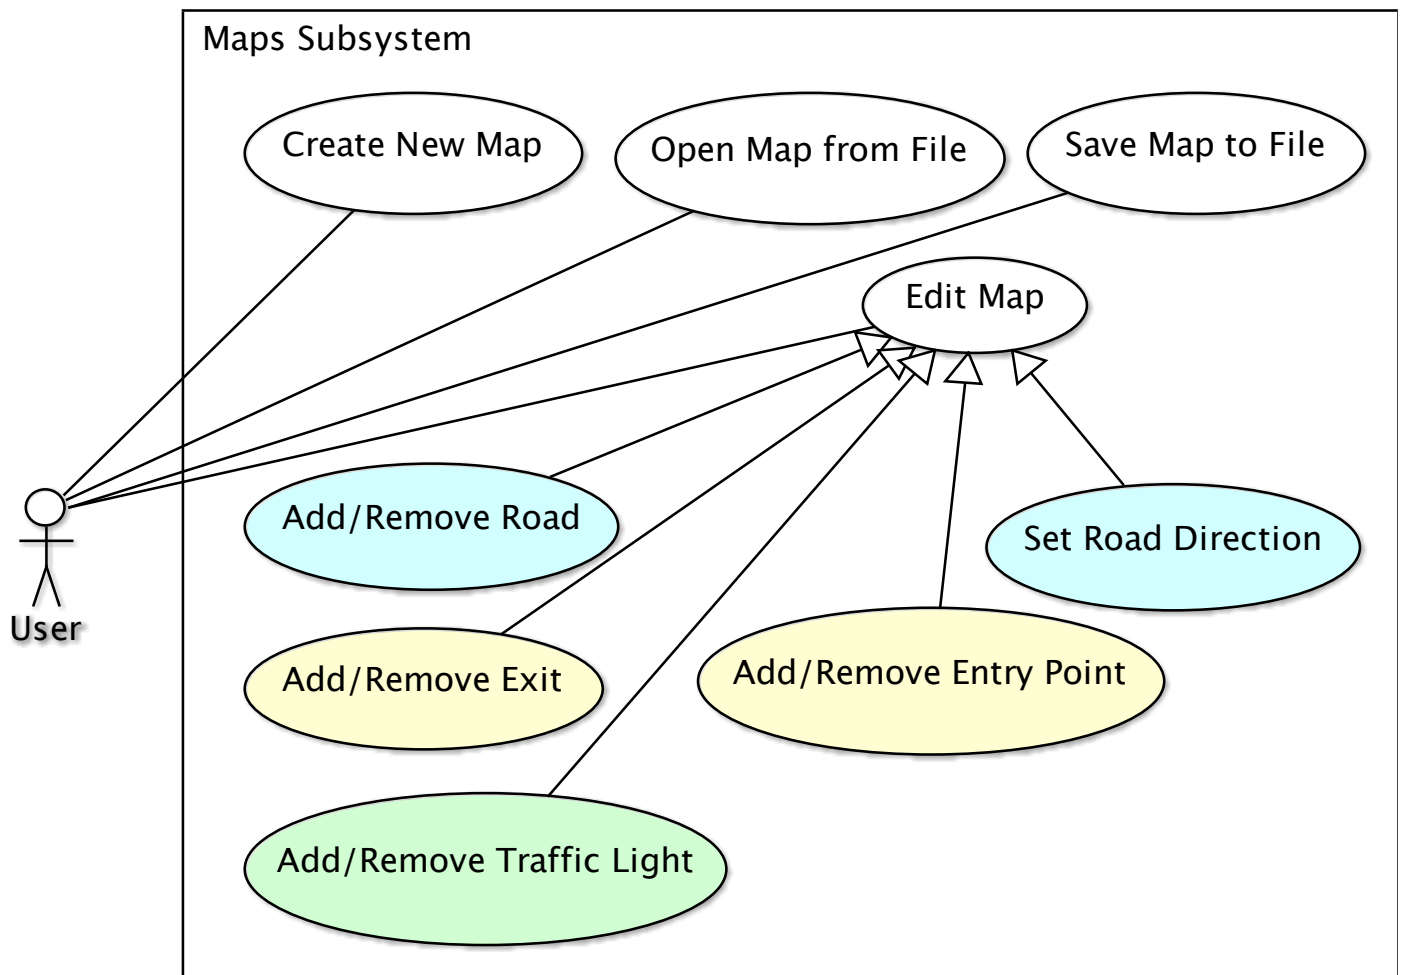 Maps Subsystem
Create New Map
Open Map from File
Save Map to File
Edit Map
Add/Remove Road
Set Road Direction
User
Add/Remove Exit
Add/Remove Entry Point
Add/Remove Traffic Light